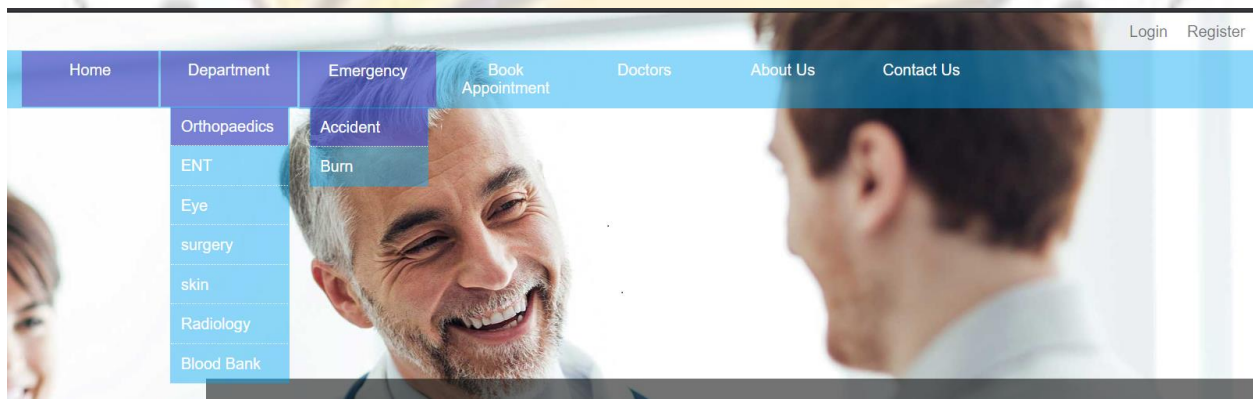 Login Register
Home Department Emergency Book Appointment Doctors About Us Contact Us
Orthopaedics Accident
ENT Burn
Eye
surgery
skin
Radiology
Blood Bank